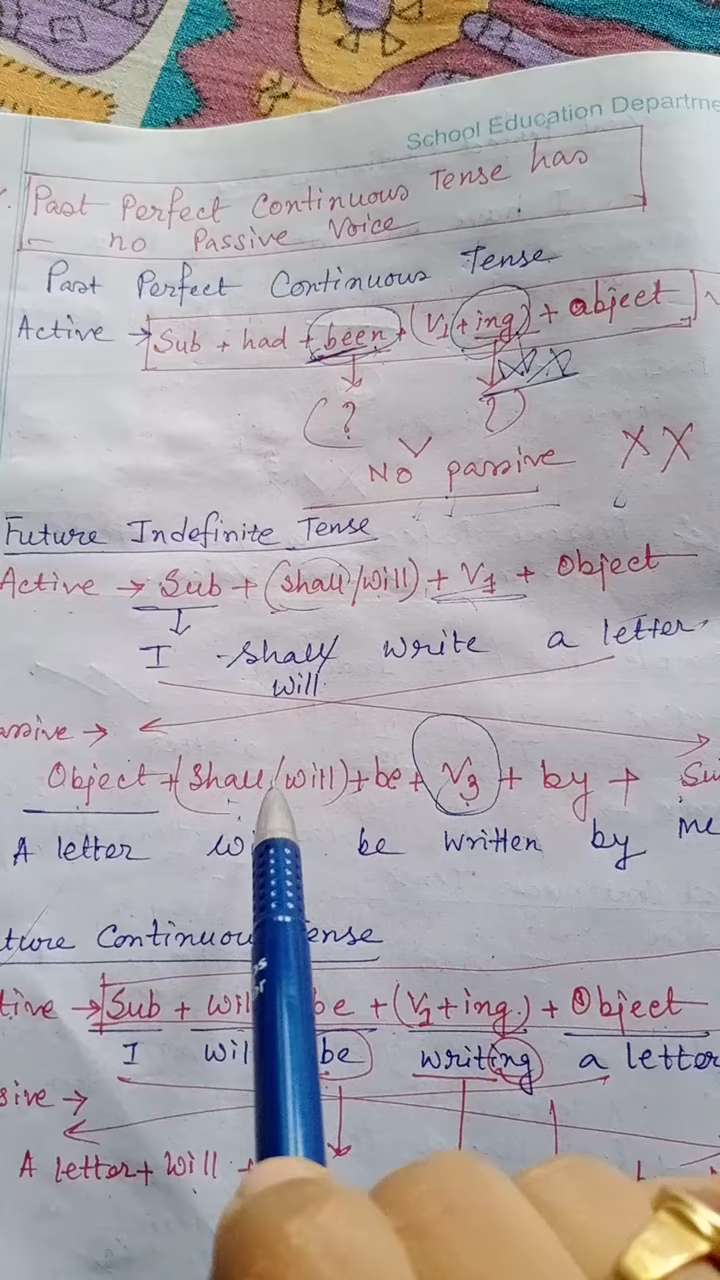 School Education Departme
Past Perfect Continuous Tense has
no Passive Voice
Past Perfect Continuous Tense
Active → Sub + had + been + (V1 + ing) + object
(? ?)
No passive XX
Future Indefinite Tense
Active → Sub + (shall/will) + V1 + Object
I shall write a letter.
will
assive →
Object + (Shall/will) + be + V3 + by + Su
A letter wi be written by me
ture Continuou ense
tive → Sub + wil be + (V1 + ing) + Object
I wil be writing a letter
sive →
A letter + will +